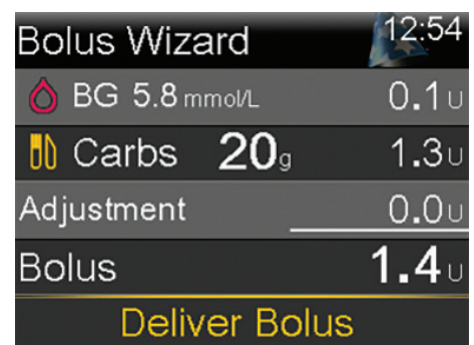 Bolus Wizard 12:54
BG 5.8 mmol/L 0.1 U
Carbs 20g 1.3 U
Adjustment 0.0 U
Bolus 1.4 U
Deliver Bolus